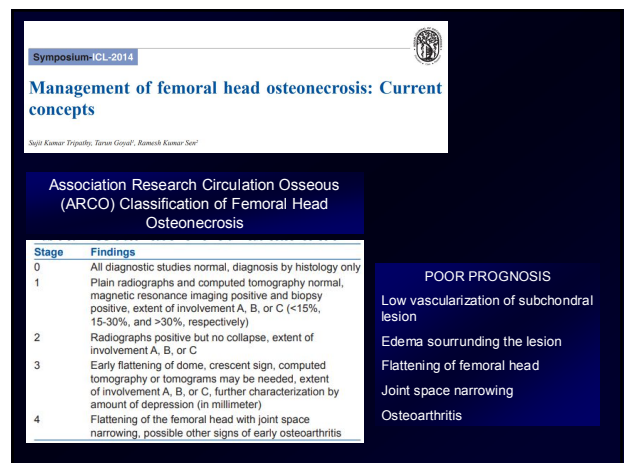 Symposium-ICL-2014
Management of femoral head osteonecrosis: Current
concepts
Sujit Kumar Tripathy, Tarun Goyal¹, Ramesh Kumar Sen²
Association Research Circulation Osseous
(ARCO) Classification of Femoral Head
Osteonecrosis
Stage Findings
0 All diagnostic studies normal, diagnosis by histology only
1 Plain radiographs and computed tomography normal,
magnetic resonance imaging positive and biopsy
positive, extent of involvement A, B, or C (<15%,
15-30%, and >30%, respectively)
2 Radiographs positive but no collapse, extent of
involvement A, B, or C
3 Early flattening of dome, crescent sign, computed
tomography or tomograms may be needed, extent
of involvement A, B, or C, further characterization by
amount of depression (in millimeter)
4 Flattening of the femoral head with joint space
narrowing, possible other signs of early osteoarthritis
POOR PROGNOSIS
Low vascularization of subchondral
lesion
Edema sourrunding the lesion
Flattening of femoral head
Joint space narrowing
Osteoarthritis